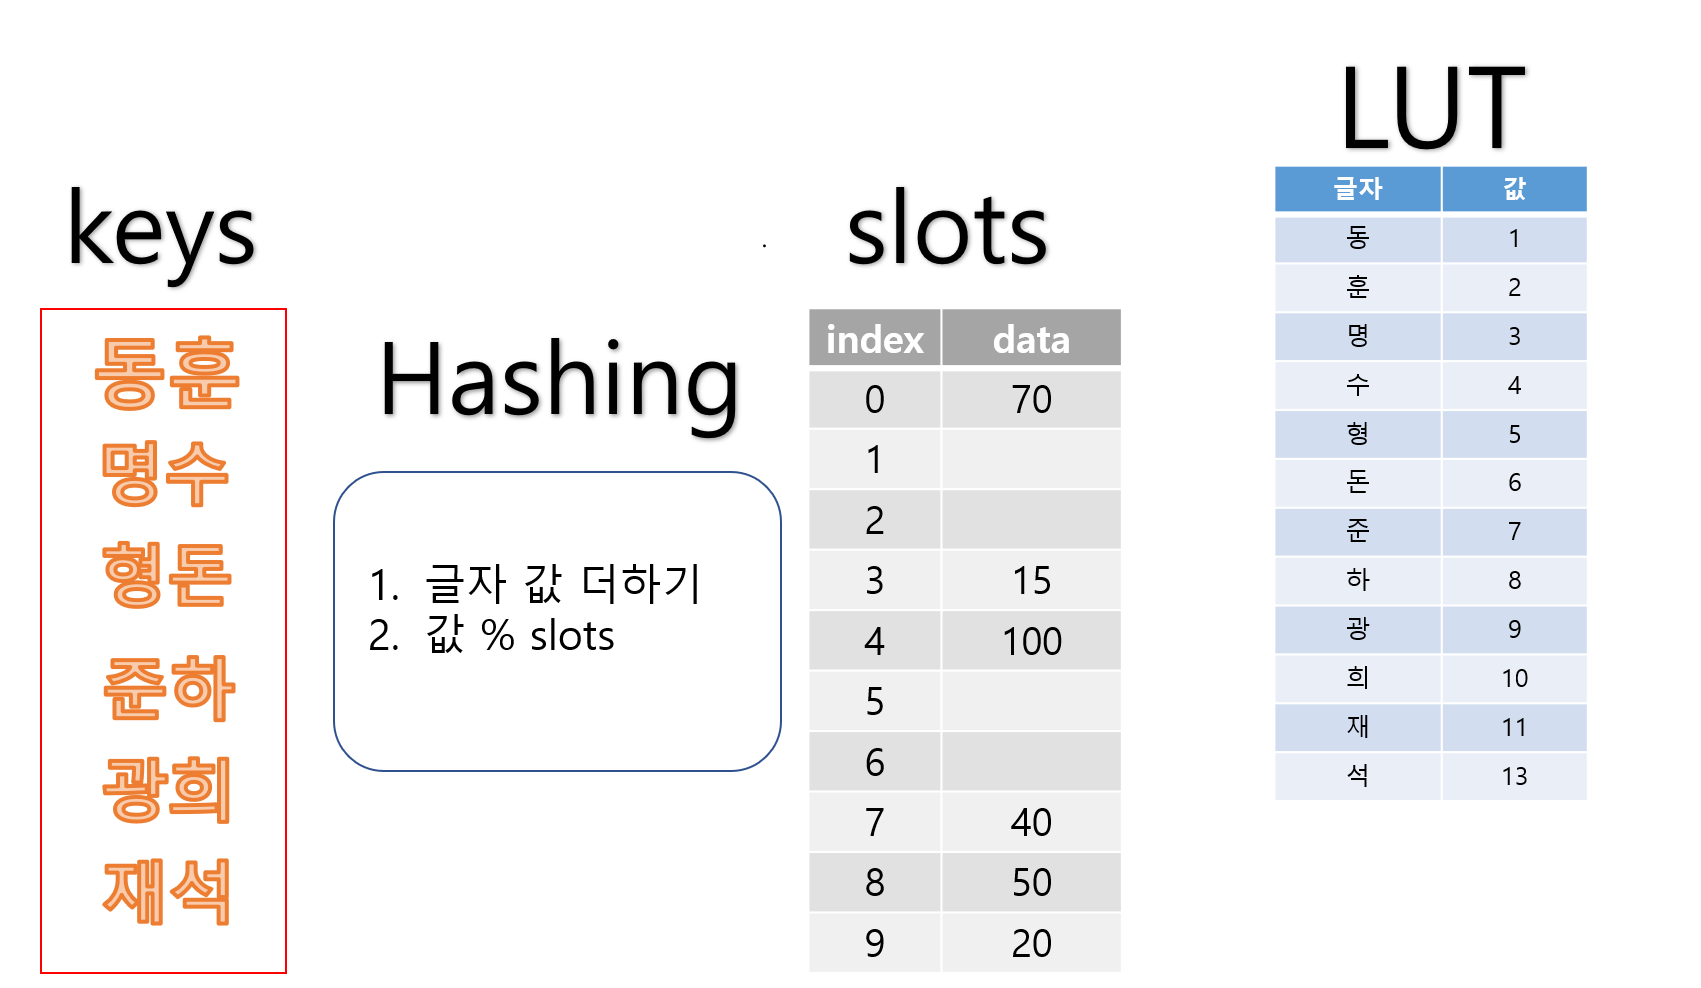 keys
동훈
명수
형돈
준하
광희
재석
Hashing
1. 글자 값 더하기
2. 값 % slots
slots
index data
0 70
1
2
3 15
4 100
5
6
7 40
8 50
9 20
LUT
글자 값
동 1
훈 2
명 3
수 4
형 5
돈 6
준 7
하 8
광 9
희 10
재 11
석 13